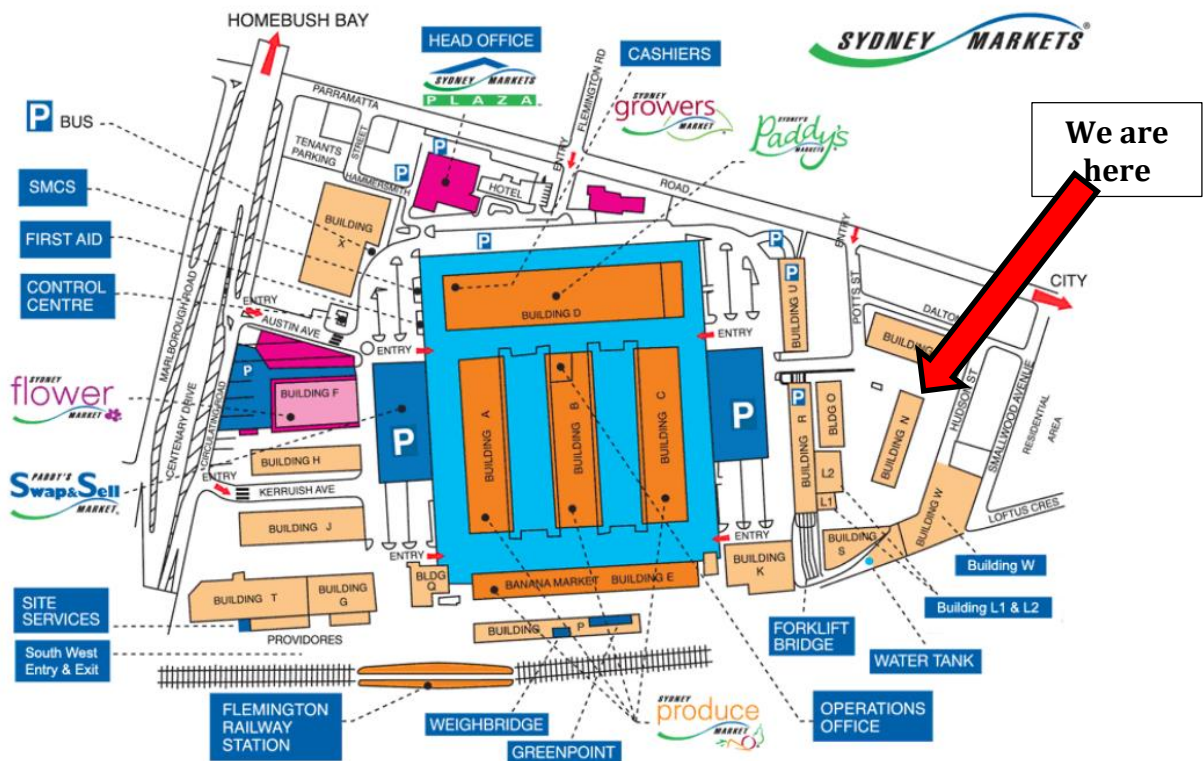 HOMEBUSH BAY
HEAD OFFICE
SYDNEY MARKETS
PLAZA
CASHIERS
SYDNEY MARKETS®
FLEMINGTON RD
SYDNEY
growers
MARKET
SYDNEY'S
Paddy's
MARKETS
We are
here
P BUS
PARRAMATTA
ROAD
TENANTS
PARKING
STREET
HAMMERSMITH
P
P
HOTEL
ENTRY
SMCS
FIRST AID
CONTROL
CENTRE
BUILDING
X
P
P
P
ENTRY
POTTS ST
CITY
DALTON
BUILDING U
BUILDING D
MARLBOROUGH ROAD
ENTRY
AUSTIN AVE
ENTRY
ENTRY
BUILDING
HUDSON ST
SMALLWOOD AVENUE
RESIDENTIAL
AREA
SYDNEY
flower
MARKET
P
BUILDING F
CENTENARY DRIVE
CIRCULATING ROAD
P
BUILDING A
BUILDING B
BUILDING C
P
P
BUILDING R
BLDG O
L2
L1
BUILDING N
BUILDING W
PADDY'S
Swap&Sell
MARKET
BUILDING H
ENTRY
KERRUISH AVE
BUILDING J
LOFTUS CRES
ENTRY
ENTRY
BLDG
Q
BANANA MARKET BUILDING E
BUILDING
K
BUILDING
S
Building W
BUILDING T
BUILDING
G
SITE
SERVICES
PROVIDORES
BUILDING P
Building L1 & L2
South West
Entry & Exit
FORKLIFT
BRIDGE
WATER TANK
FLEMINGTON
RAILWAY
STATION
WEIGHBRIDGE
GREENPOINT
SYDNEY
produce
MARKET
OPERATIONS
OFFICE